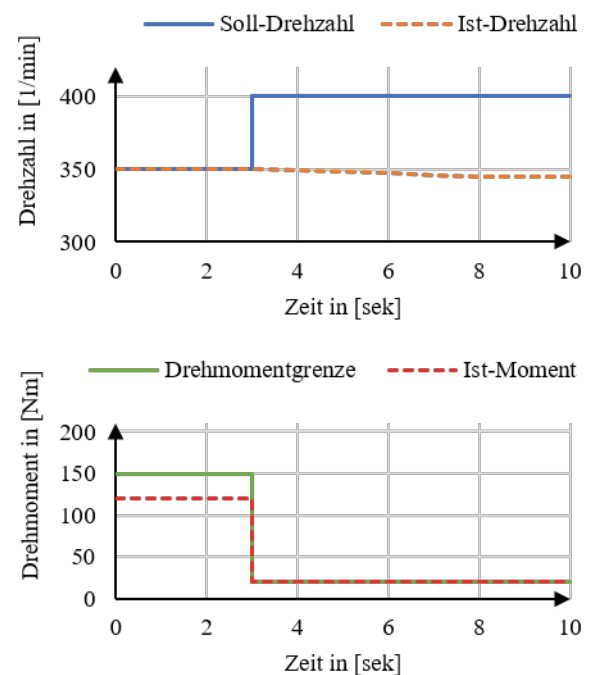 Soll-Drehzahl Ist-Drehzahl
Drehzahl in [1/min]
400
350
300
0 2 4 6 8 10
Zeit in [sek]
Drehmomentgrenze Ist-Moment
Drehmoment in [Nm]
200
150
100
50
0
0 2 4 6 8 10
Zeit in [sek]